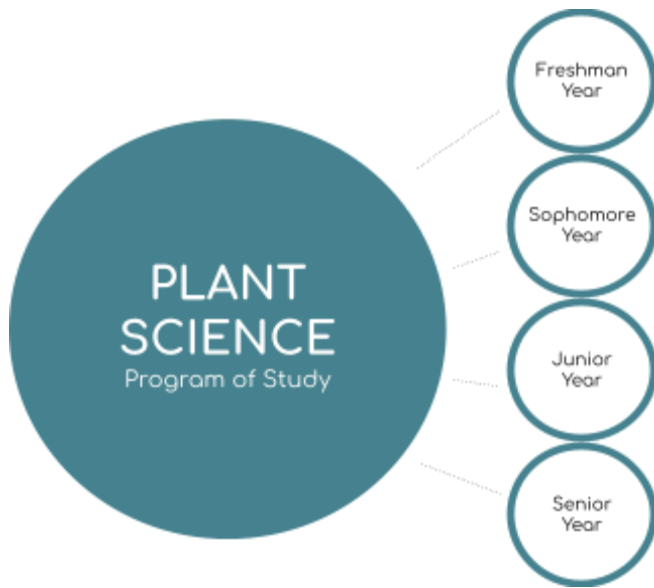 PLANT
SCIENCE
Program of Study
Freshman
Year
Sophomore
Year
Junior
Year
Senior
Year